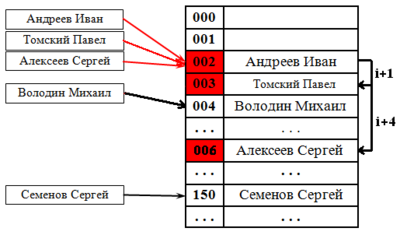 Андреев Иван
Томский Павел
Алексеев Сергей
Володин Михаил
Семенов Сергей
000
001
002 Андреев Иван
003 Томский Павел
004 Володин Михаил
... ...
006 Алексеев Сергей
... ...
150 Семенов Сергей
... ...
i+1
i+4